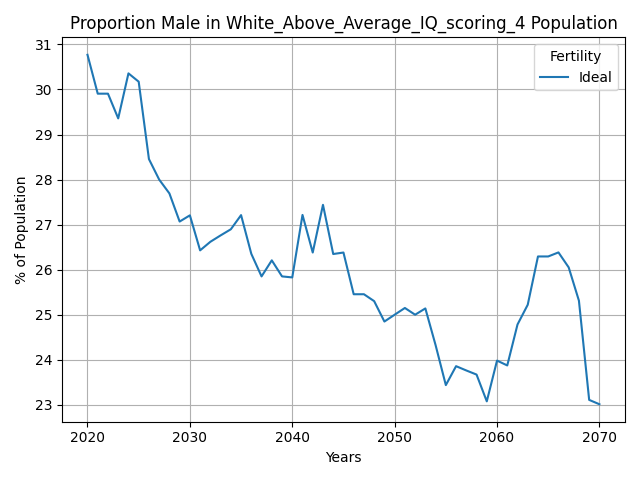 Proportion Male in White_Above_Average_IQ_scoring_4 Population
31
30
29
28
27
26
25
24
23
% of Population
Fertility
Ideal
2020 2030 2040 2050 2060 2070
Years